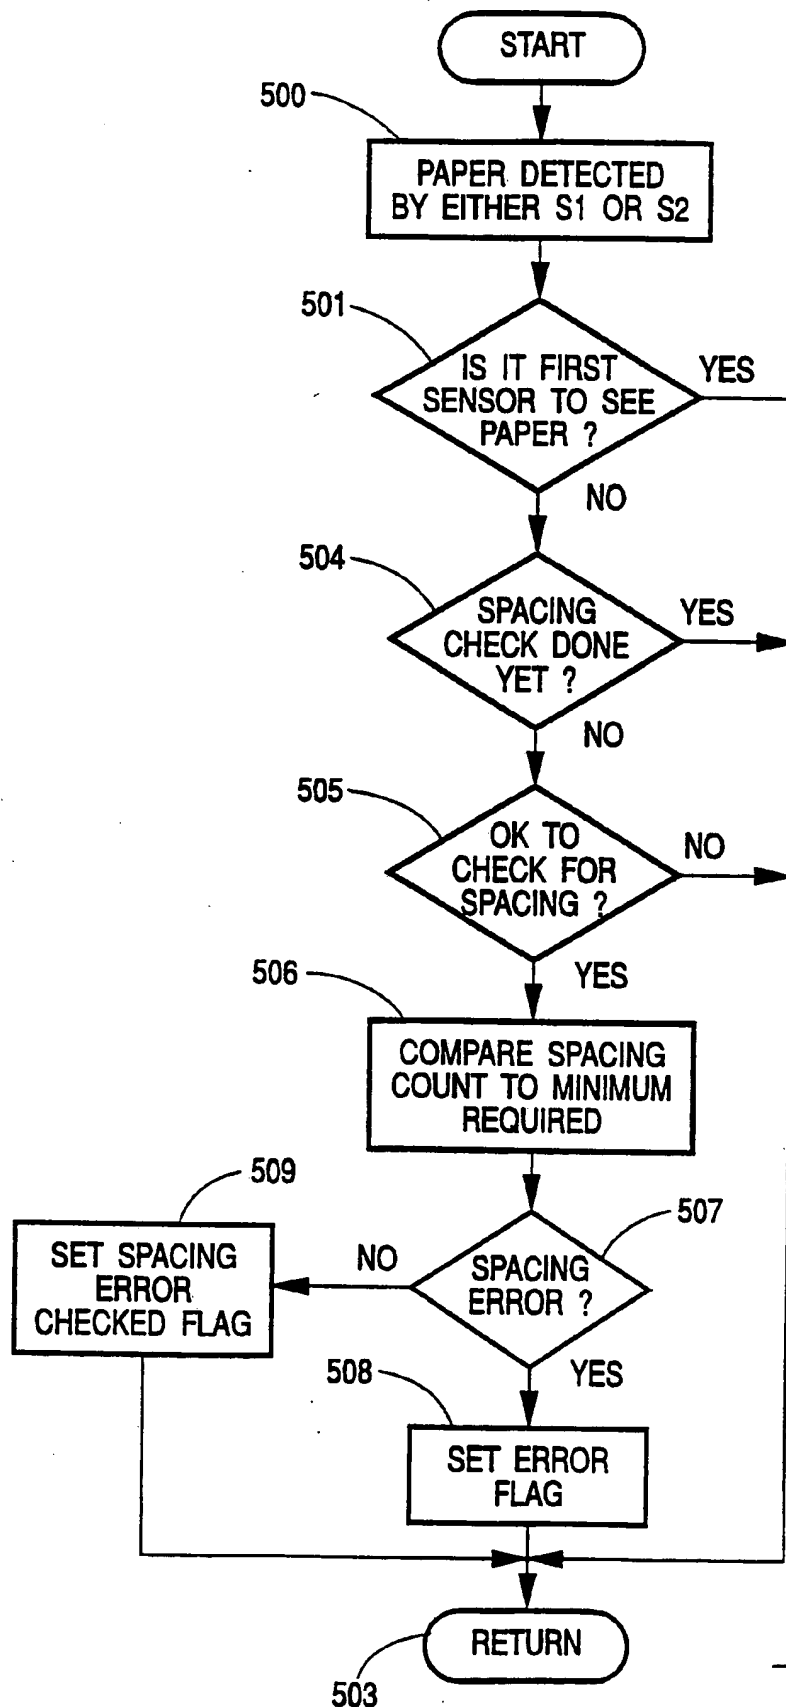 START
500
PAPER DETECTED
BY EITHER S1 OR S2
501
IS IT FIRST
SENSOR TO SEE
PAPER ?
YES
NO
504
SPACING
CHECK DONE
YET ?
YES
NO
505
OK TO
CHECK FOR
SPACING ?
NO
YES
506
COMPARE SPACING
COUNT TO MINIMUM
REQUIRED
509
507
SET SPACING
ERROR
CHECKED FLAG
NO
SPACING
ERROR ?
YES
508
SET ERROR
FLAG
RETURN
503